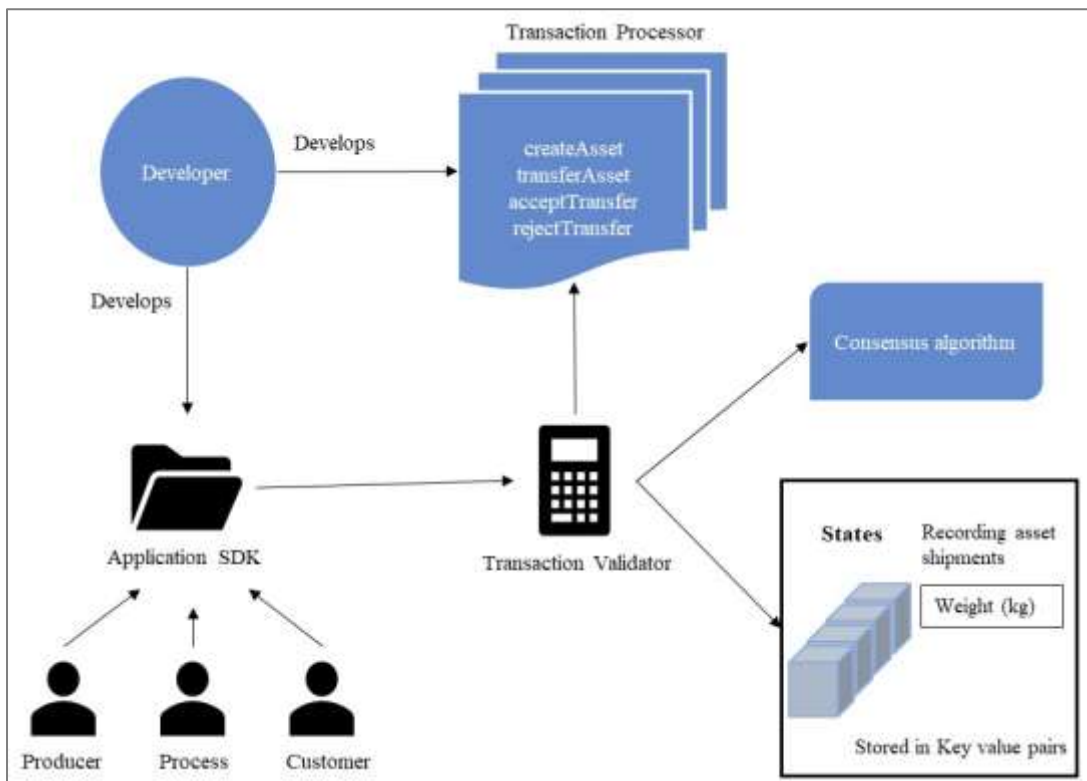 Transaction Processor
Develops
Developer
createAsset
transferAsset
acceptTransfer
rejectTransfer
Develops
Consensus algorithm
Application SDK
Transaction Validator
States
Recording asset
shipments
Weight (kg)
Stored in Key value pairs
Producer
Process
Customer